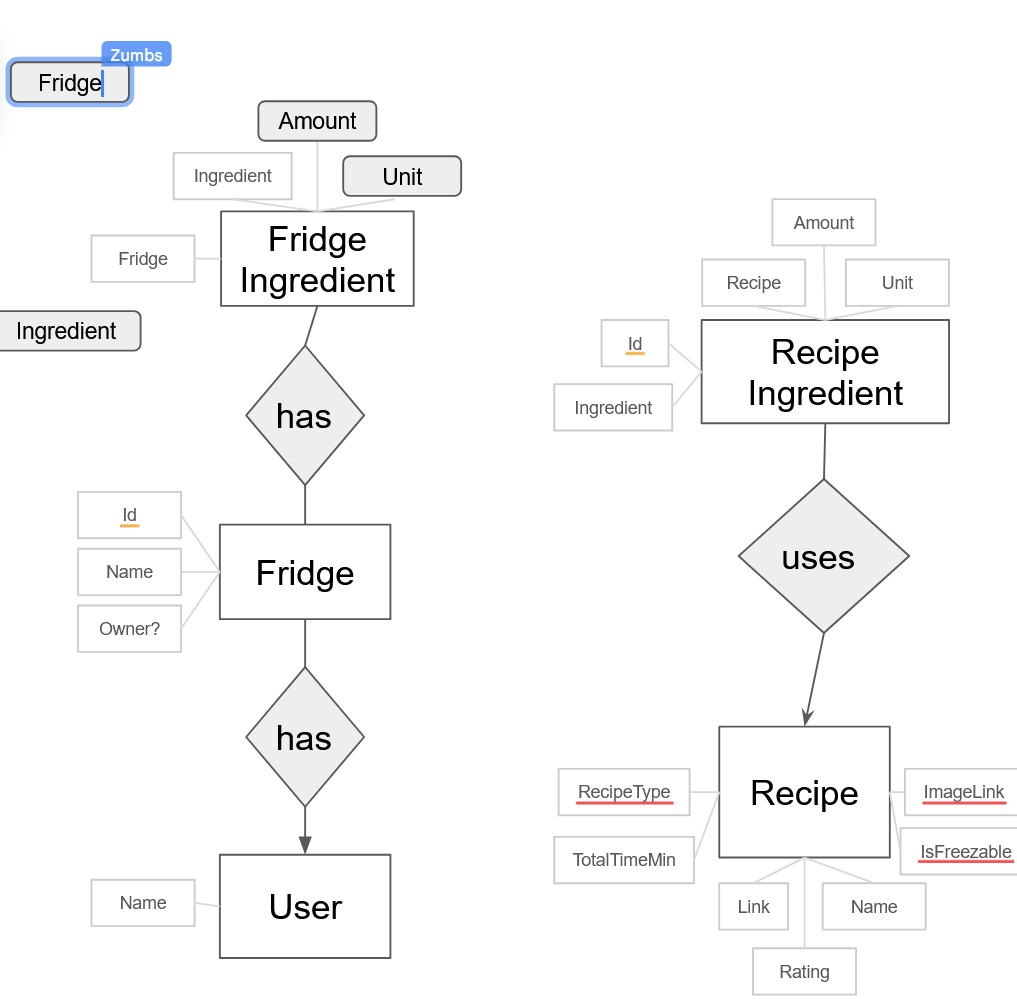 Zumbs
Fridge
Amount
Ingredient
Unit
Fridge
Fridge
Ingredient
Ingredient
has
Id
Name
Owner?
Fridge
has
Name
User
Amount
Recipe
Unit
Id
Ingredient
Recipe
Ingredient
uses
RecipeType
TotalTimeMin
Recipe
ImageLink
IsFreezable
Link
Name
Rating